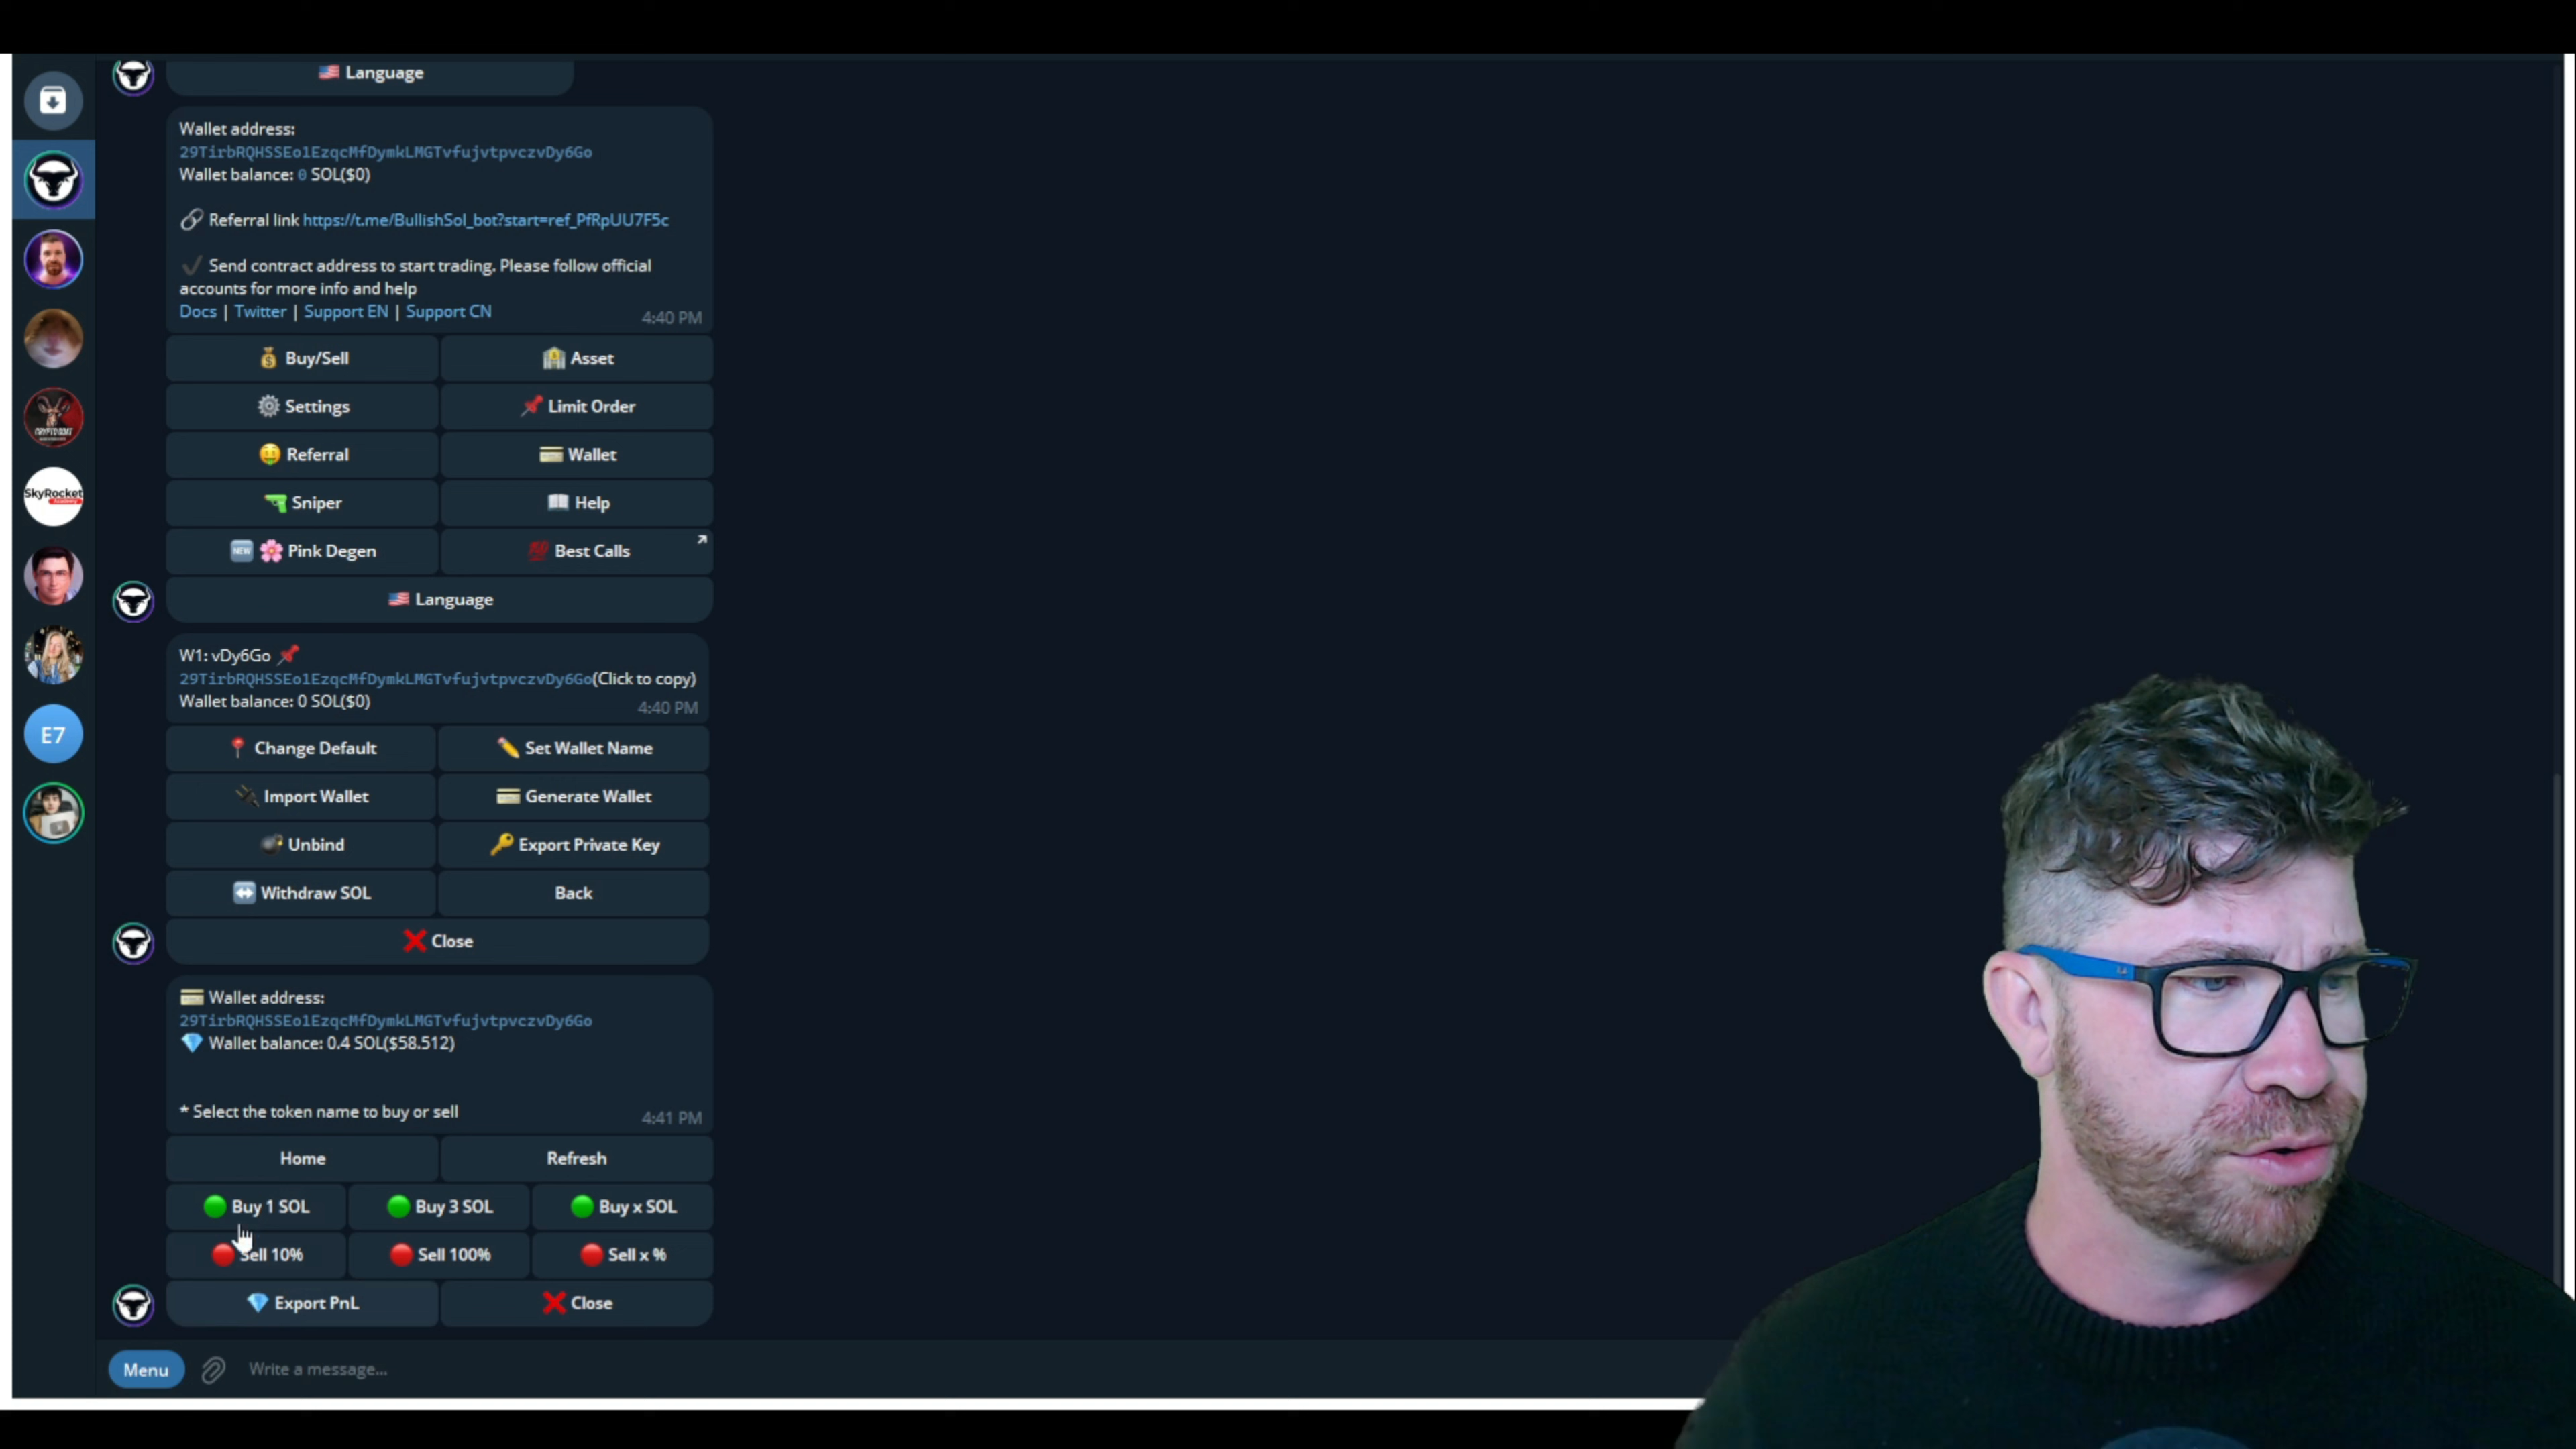 Language
Wallet address:
29TirbRQHSSEo1EzqcMfDymkLMGTvfujvtpvczvDy6Go
Wallet balance: 0 SOL($0)
Referral link https://t.me/BullishSol_bot?start=ref_PfRpUU7F5c
Send contract address to start trading. Please follow official
accounts for more info and help
Docs | Twitter | Support EN | Support CN
4:40 PM
Buy/Sell
Asset
Settings
Limit Order
Referral
Wallet
Sniper
Help
NEW Pink Degen
Best Calls
Language
W1: vDy6Go
29TirbRQHSSEo1EzqcMfDymkLMGTvfujvtpvczvDy6Go(Click to copy)
Wallet balance: 0 SOL($0)
4:40 PM
Change Default
Set Wallet Name
Import Wallet
Generate Wallet
Unbind
Export Private Key
Withdraw SOL
Back
Close
Wallet address:
29TirbRQHSSEo1EzqcMfDymkLMGTvfujvtpvczvDy6Go
Wallet balance: 0.4 SOL($58.512)
* Select the token name to buy or sell
4:41 PM
Home
Refresh
Buy 1 SOL
Buy 3 SOL
Buy x SOL
Sell 10%
Sell 100%
Sell x %
Export PnL
Close
Menu
Write a message...
SkyRocket
E7